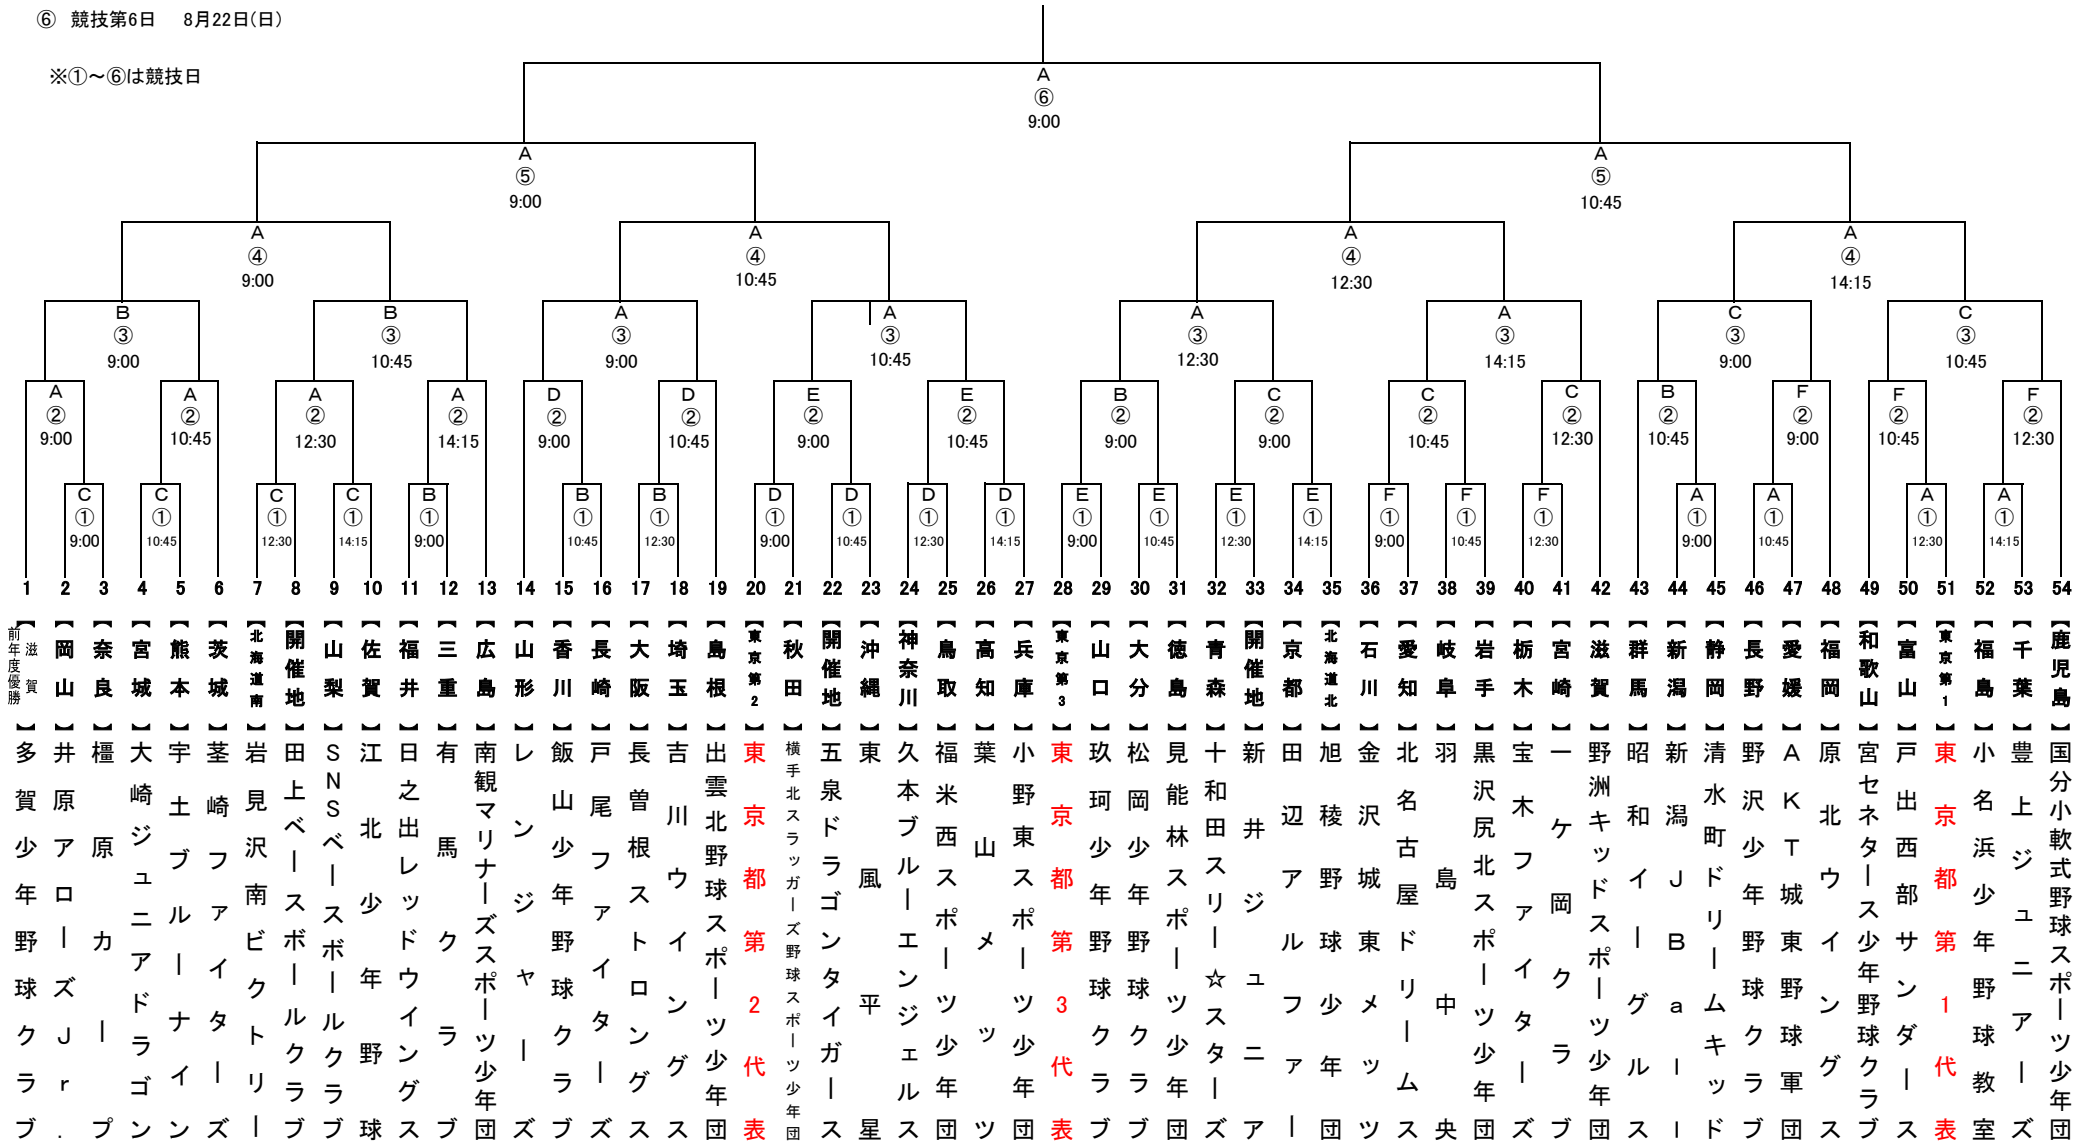 ⑥ 競技第6日 8月22日(日)
※①～⑥は競技日
A
⑥
9:00
A A
⑤ ⑤
9:00 10:45
A A A A
④ ④ ④ ④
9:00 10:45 12:30 14:15
B B A A A A C C
③ ③ ③ ③ ③ ③ ③ ③
9:00 10:45 9:00 10:45 12:30 14:15 9:00 10:45
A A A A D D E E B C C C B F F F
② ② ② ② ② ② ② ② ② ② ② ② ② ② ② ②
9:00 10:45 12:30 14:15 9:00 10:45 9:00 10:45 9:00 9:00 10:45 12:30 10:45 9:00 10:45 12:30
C C C C B B B D D D D E E E E F F F A A A A
① ① ① ① ① ① ① ① ① ① ① ① ① ① ① ① ① ① ① ① ① ①
9:00 10:45 12:30 14:15 9:00 10:45 12:30 9:00 10:45 12:30 14:15 9:00 10:45 12:30 14:15 9:00 10:45 12:30 9:00 10:45 12:30 14:15
1 【滋賀 前年度優勝】 多賀少年野球クラブ
2 【岡山】 井原アローズJr.
3 【奈良】 橿原カープ
4 【宮城】 大崎ジュニアドラゴン
5 【熊本】 宇土ブルーナイン
6 【茨城】 茎崎ファイターズ
7 【北海道南】 岩見沢南ビクトリー
8 【開催地】 田上ベースボールクラブ
9 【山梨】 SNSベースボールクラブ
10 【佐賀】 江北少年野球
11 【福井】 日之出レッドウイングス
12 【三重】 有馬クラブ
13 【広島】 南観マリナーズスポーツ少年団
14 【山形】 レンジャーズ
15 【香川】 飯山少年野球クラブ
16 【長崎】 戸尾ファイターズ
17 【大阪】 長曽根ストロングス
18 【埼玉】 吉川ウイングス
19 【島根】 出雲北野球スポーツ少年団
20 【東京第2】 東京都第2代表
21 【秋田】 横手北スラッガーズ野球スポーツ少年団
22 【開催地】 五泉ドラゴンタイガース
23 【沖縄】 東風平東星
24 【神奈川】 久本ブルーエンジェルス
25 【鳥取】 福米西スポーツ少年団
26 【高知】 葉山メッツ
27 【兵庫】 小野東スポーツ少年団
28 【東京第3】 東京都第3代表
29 【山口】 玖珂少年野球クラブ
30 【大分】 松岡少年野球クラブ
31 【徳島】 見能林スポーツ少年団
32 【青森】 十和田スリー☆スターズ
33 【開催地】 新井ジュニア
34 【京都】 田辺アルファー
35 【北海道北】 旭稜野球少年団
36 【石川】 金沢城東メッツ
37 【愛知】 北名古屋ドリームス
38 【岐阜】 羽島中央
39 【岩手】 黒沢尻北スポーツ少年団
40 【栃木】 宝木ファイターズ
41 【宮崎】 一ケ岡クラブ
42 【滋賀】 野洲キッドスポーツ少年団
43 【群馬】 昭和イーグルス
44 【新潟】 新潟JBaーー
45 【静岡】 清水町ドリームキッド
46 【長野】 野沢少年野球クラブ
47 【愛媛】 AKT城東野球軍団
48 【福岡】 原北ウイングス
49 【和歌山】 宮セネタース少年野球クラブ
50 【富山】 戸出西部サンダース
51 【東京第1】 東京都第1代表
52 【福島】 小名浜少年野球教室
53 【千葉】 豊上ジュニアーズ
54 【鹿児島】 国分小軟式野球スポーツ少年団